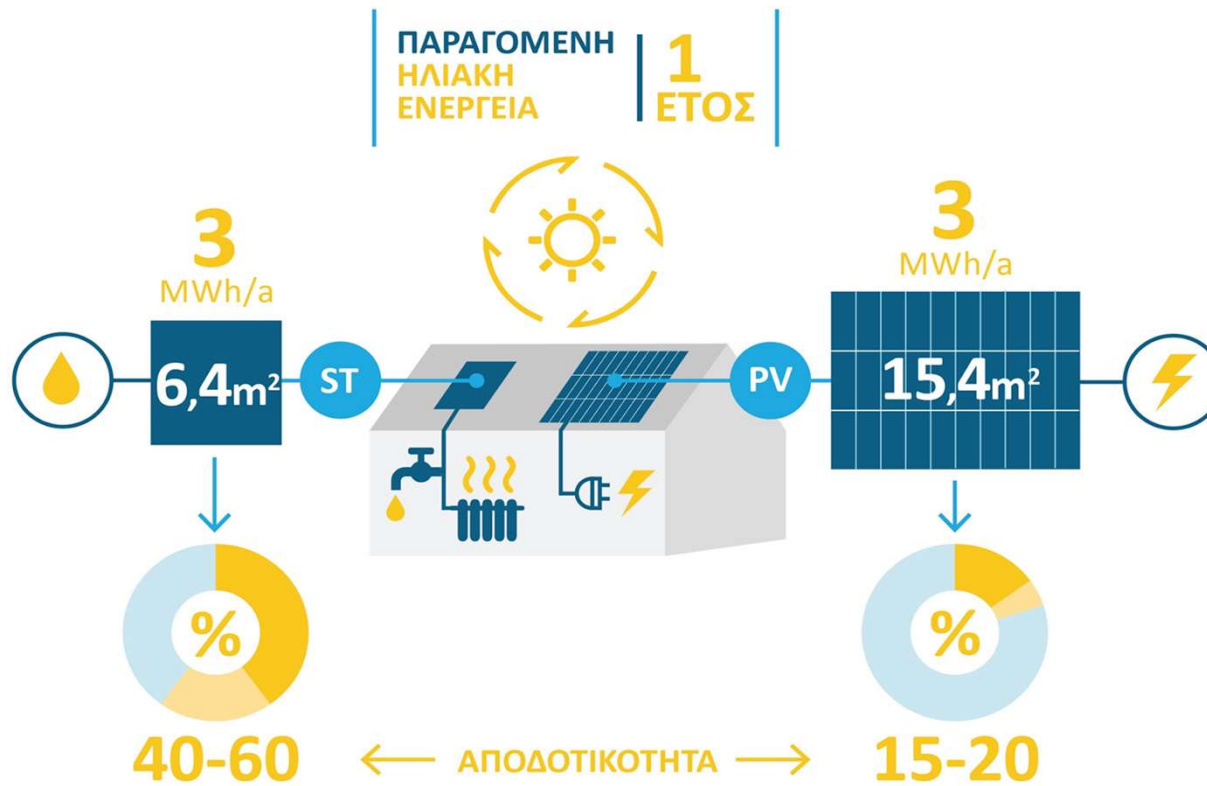 ΠΑΡΑΓΟΜΕΝΗ
ΗΛΙΑΚΗ
ΕΝΕΡΓΕΙΑ
1
ΕΤΟΣ
3
MWh/a
3
MWh/a
6,4m²
ST
PV
15,4m²
%
%
40-60
ΑΠΟΔΟΤΙΚΟΤΗΤΑ
15-20